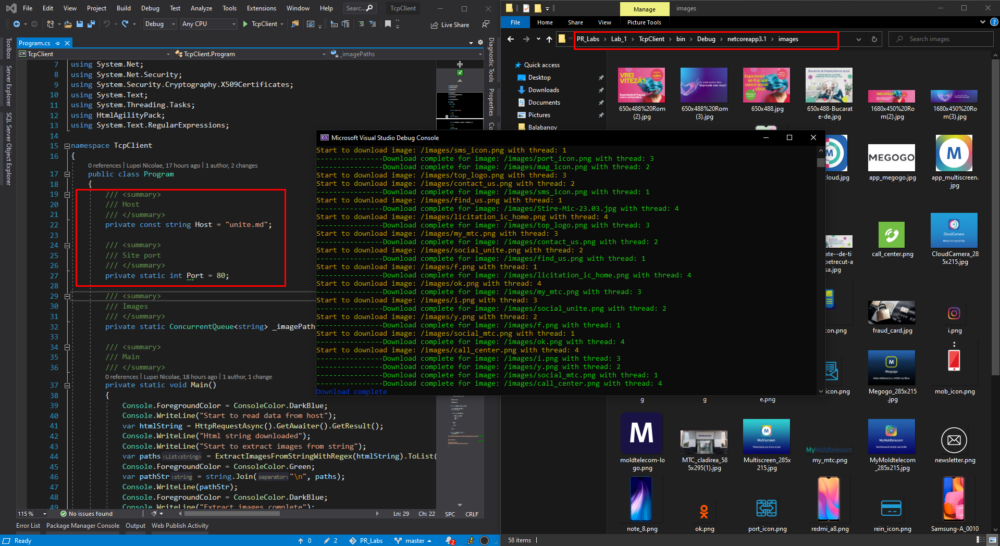 File Edit View Project Build Debug Test Analyze Tools Extensions Window Help Searc... TcpClient
Debug Any CPU TcpClient Live Share
Toolbox
Server Explorer
SQL Server Object Explorer
Program.cs
TcpClient TcpClient.Program _imagePaths
7 using System.Net;
8 using System.Net.Security;
9 using System.Security.Cryptography.X509Certificates;
10 using System.Text;
11 using System.Threading.Tasks;
12 using HtmlAgilityPack;
13 using System.Text.RegularExpressions;
14
15 namespace TcpClient
16 {
0 references | Lupei Nicolae, 17 hours ago | 1 author, 2 changes
17 public class Program
18 {
19 /// <summary>
20 /// Host
21 /// </summary>
22 private const string Host = "unite.md";
23
24 /// <summary>
25 /// Site port
26 /// </summary>
27 private static int Port = 80;
28
29 /// <summary>
30 /// Images
31 /// </summary>
32 private static ConcurrentQueue<string> _imagePaths
33
34 /// <summary>
35 /// Main
36 /// </summary>
0 references | Lupei Nicolae, 18 hours ago | 1 author, 1 change
37 private static void Main()
38 {
39 Console.ForegroundColor = ConsoleColor.DarkBlue;
40 Console.WriteLine("Start to read data from host");
41 var htmlString = HttpRequestAsync().GetAwaiter().GetResult();
42 Console.WriteLine("Html string downloaded");
43 Console.WriteLine("Start to extract images from string");
44 var paths :List<string> = ExtractImagesFromStringWithRegex(htmlString).ToList(
45 Console.ForegroundColor = ConsoleColor.Green;
46 var pathStr :string = string.Join( separator: "\n", paths);
47 Console.WriteLine(pathStr);
48 Console.ForegroundColor = ConsoleColor.DarkBlue;
49 Console.WriteLine("Extract images complete");
115 % No issues found Ln: 29 Ch: 22 SPC CRLF
Error List Package Manager Console Output Web Publish Activity
Ready 0 2 PR_Labs master 2
Diagnostic Tools
Properties
Co
Microsoft Visual Studio Debug Console
Start to download image: /images/sms_icon.png with thread: 1
----------------Download complete for image: /images/port_icon.png with thread: 3
----------------Download complete for image: /images/mag_icon.png with thread: 2
Start to download image: /images/top_logo.png with thread: 3
Start to download image: /images/contact_us.png with thread: 2
----------------Download complete for image: /images/sms_icon.png with thread: 1
Start to download image: /images/find_us.png with thread: 1
----------------Download complete for image: /images/Stire-Mic-23.03.jpg with thread: 4
Start to download image: /images/licitation_ic_home.png with thread: 4
----------------Download complete for image: /images/top_logo.png with thread: 3
Start to download image: /images/my_mtc.png with thread: 3
----------------Download complete for image: /images/contact_us.png with thread: 2
Start to download image: /images/social_unite.png with thread: 2
----------------Download complete for image: /images/find_us.png with thread: 1
Start to download image: /images/f.png with thread: 1
----------------Download complete for image: /images/licitation_ic_home.png with thread: 4
Start to download image: /images/ok.png with thread: 4
----------------Download complete for image: /images/my_mtc.png with thread: 3
Start to download image: /images/i.png with thread: 3
----------------Download complete for image: /images/social_unite.png with thread: 2
Start to download image: /images/y.png with thread: 2
----------------Download complete for image: /images/f.png with thread: 1
Start to download image: /images/social_mtc.png with thread: 1
----------------Download complete for image: /images/ok.png with thread: 4
Start to download image: /images/call_center.png with thread: 4
----------------Download complete for image: /images/i.png with thread: 3
----------------Download complete for image: /images/y.png with thread: 2
----------------Download complete for image: /images/social_mtc.png with thread: 1
----------------Download complete for image: /images/call_center.png with thread: 4
Download complete
Manage images
File Home Share View Picture Tools
PR_Labs › Lab_1 › TcpClient › bin › Debug › netcoreapp3.1 › images Search images
Quick access
Desktop
Downloads
Documents
Pictures
Balabanov
VREI VITEZĂ?
650x488%20Rom
(2).jpg
650x488%20Rom
(3).jpg
650x488.jpg
650x488-Bucarat
e-de.jpg
1680x450%20Ro
m(2).jpg
1680x450%20Ro
m(3).jpg
cloud.jpg
MEGOGO
app_megogo.jpg
M
app_multiscreen.
jpg
ate--de-ti
petrecut-a
sa.jpg
call_center.png
CloudCamera
CloudCamera_28
5x215.jpg
con.png
fraud_card.jpg
i.png
icon.png
Megogo
Megogo_285x215
.jpg
mob_icon.png
g
g
e.png
M
moldtelecom-lo
go.png
MTC_cladirea_58
5x295(1).jpg
Multiscreen
Multiscreen_285x
215.jpg
MyMoldtelecom
my_mtc.png
MyMoldtelecom
MyMoldtelecom
_285x215.jpg
newsletter.png
note_8.png
ok.png
port_icon.png
redmi_a8.png
rein_icon.png
Samsung-A_0010
58 items